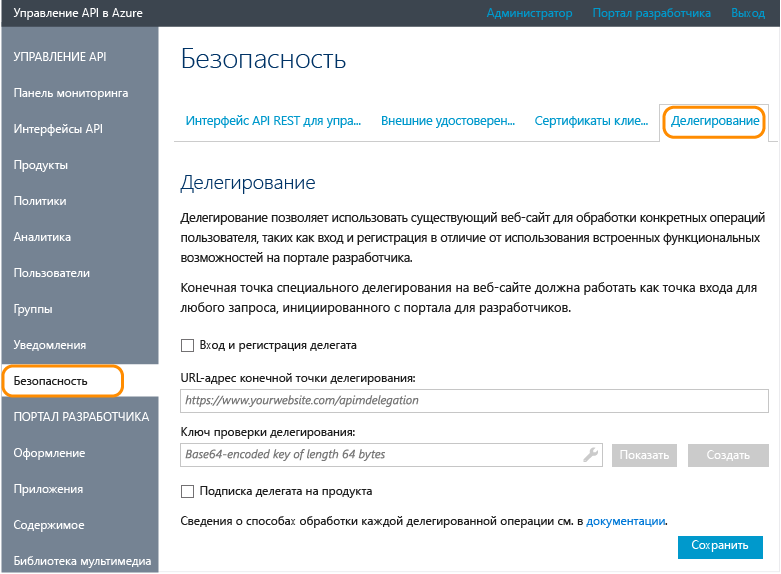 Управление API в Azure
Администратор Портал разработчика Выход
УПРАВЛЕНИЕ API
Панель мониторинга
Интерфейсы API
Продукты
Политики
Аналитика
Пользователи
Группы
Уведомления
Безопасность
ПОРТАЛ РАЗРАБОТЧИКА
Оформление
Приложения
Содержимое
Библиотека мультимедиа
Безопасность
Интерфейс API REST для упра... Внешние удостоверен... Сертификаты клие... Делегирование
Делегирование
Делегирование позволяет использовать существующий веб-сайт для обработки конкретных операций
пользователя, таких как вход и регистрация в отличие от использования встроенных функциональных
возможностей на портале разработчика.
Конечная точка специального делегирования на веб-сайте должна работать как точка входа для
любого запроса, инициированного с портала для разработчиков.
Вход и регистрация делегата
URL-адрес конечной точки делегирования:
https://www.yourwebsite.com/apimdelegation
Ключ проверки делегирования:
Base64-encoded key of length 64 bytes Показать Создать
Подписка делегата на продукта
Сведения о способах обработки каждой делегированной операции см. в документации.
Сохранить